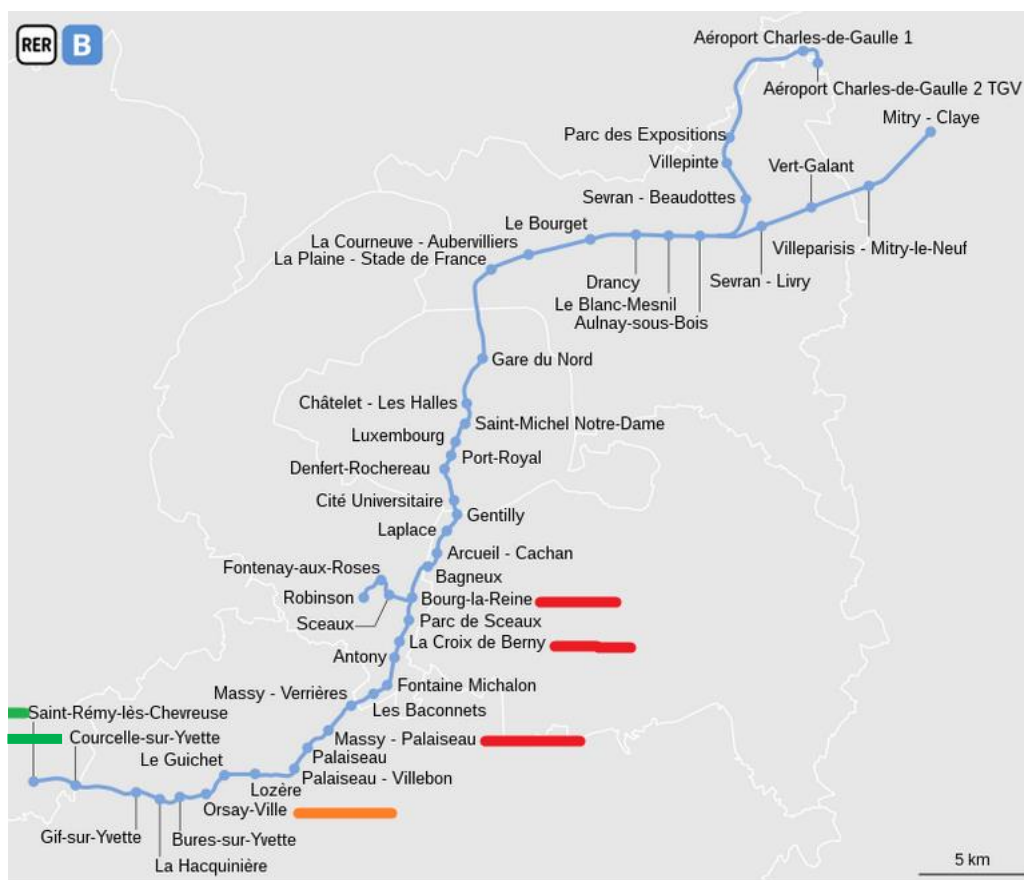 RER B
Aéroport Charles-de-Gaulle 1
Aéroport Charles-de-Gaulle 2 TGV
Mitry - Claye
Parc des Expositions
Villepinte
Vert-Galant
Sevran - Beaudottes
Le Bourget
La Courneuve - Aubervilliers
La Plaine - Stade de France
Villeparisis - Mitry-le-Neuf
Drancy
Sevran - Livry
Le Blanc-Mesnil
Aulnay-sous-Bois
Gare du Nord
Châtelet - Les Halles
Saint-Michel Notre-Dame
Luxembourg
Port-Royal
Denfert-Rochereau
Cité Universitaire
Gentilly
Laplace
Arcueil - Cachan
Fontenay-aux-Roses
Bagneux
Robinson
Bourg-la-Reine
Sceaux
Parc de Sceaux
La Croix de Berny
Antony
Fontaine Michalon
Massy - Verrières
Les Baconnets
Saint-Rémy-lès-Chevreuse
Courcelle-sur-Yvette
Massy - Palaiseau
Le Guichet
Palaiseau
Palaiseau - Villebon
Lozère
Orsay-Ville
Gif-sur-Yvette
Bures-sur-Yvette
La Hacquinière
5 km